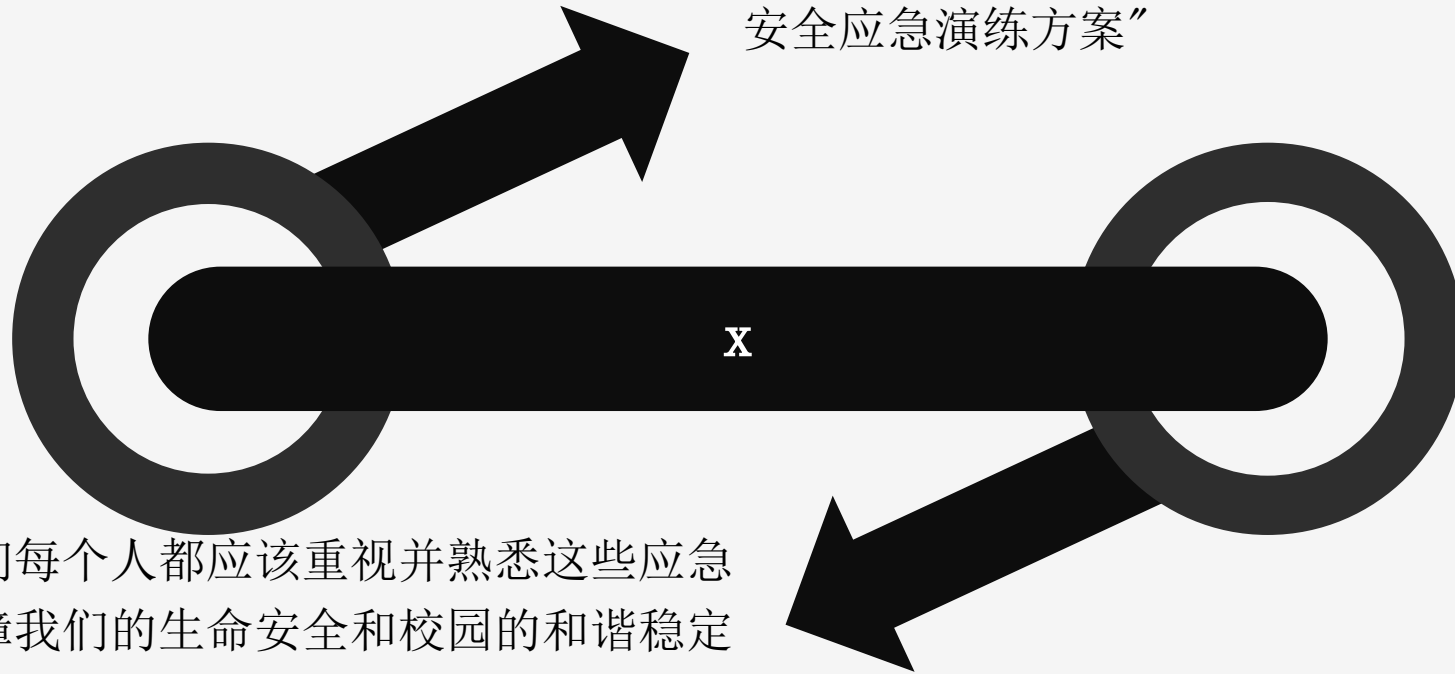 安全应急演练方案”
X
每个人都应该重视并熟悉这些应急
我们的生命安全和校园的和谐稳定